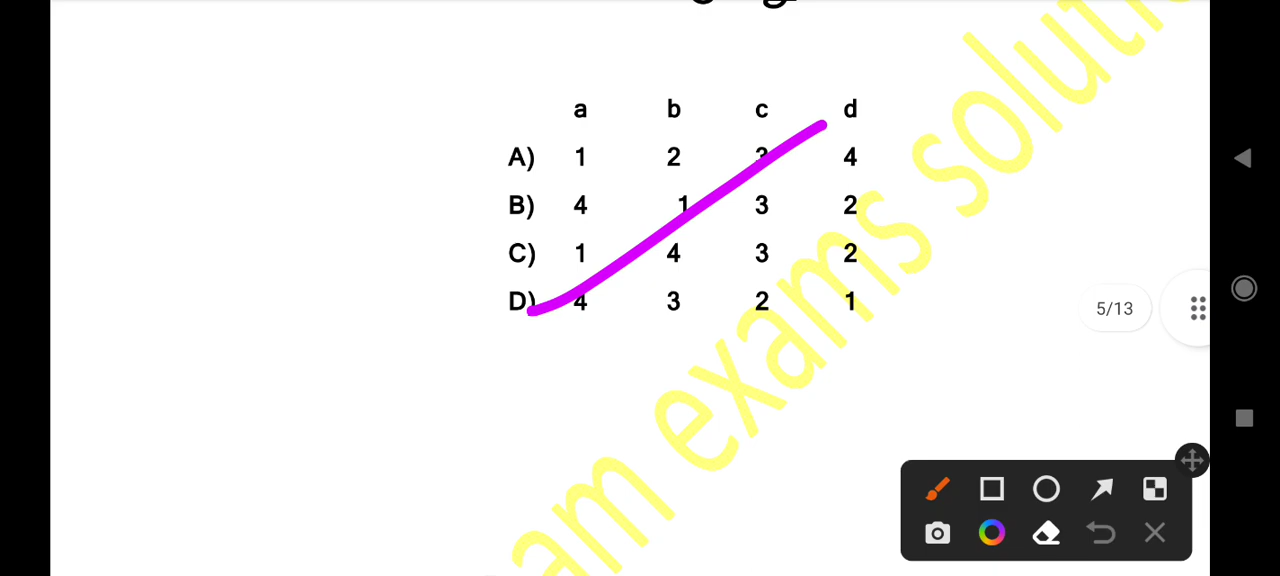 a b c d
A) 1 2 3 4
B) 4 1 3 2
C) 1 4 3 2
D) 4 3 2 1
5/13
am exams soluti